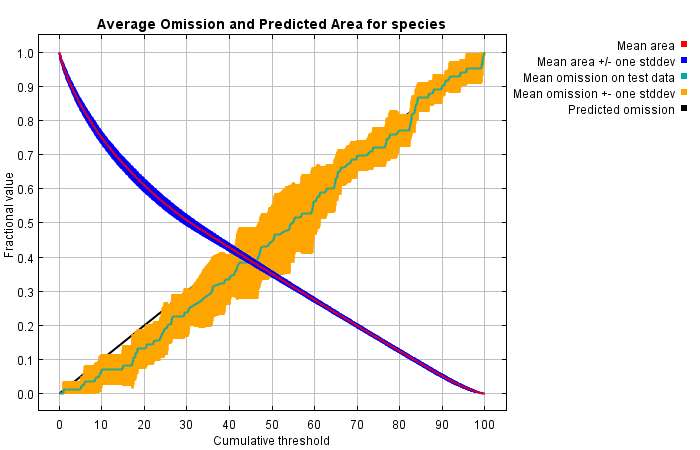 Average Omission and Predicted Area for species
Mean area
Mean area +/- one stddev
Mean omission on test data
Mean omission +- one stddev
Predicted omission
Fractional value
1.0
0.9
0.8
0.7
0.6
0.5
0.4
0.3
0.2
0.1
0.0
0 10 20 30 40 50 60 70 80 90 100
Cumulative threshold